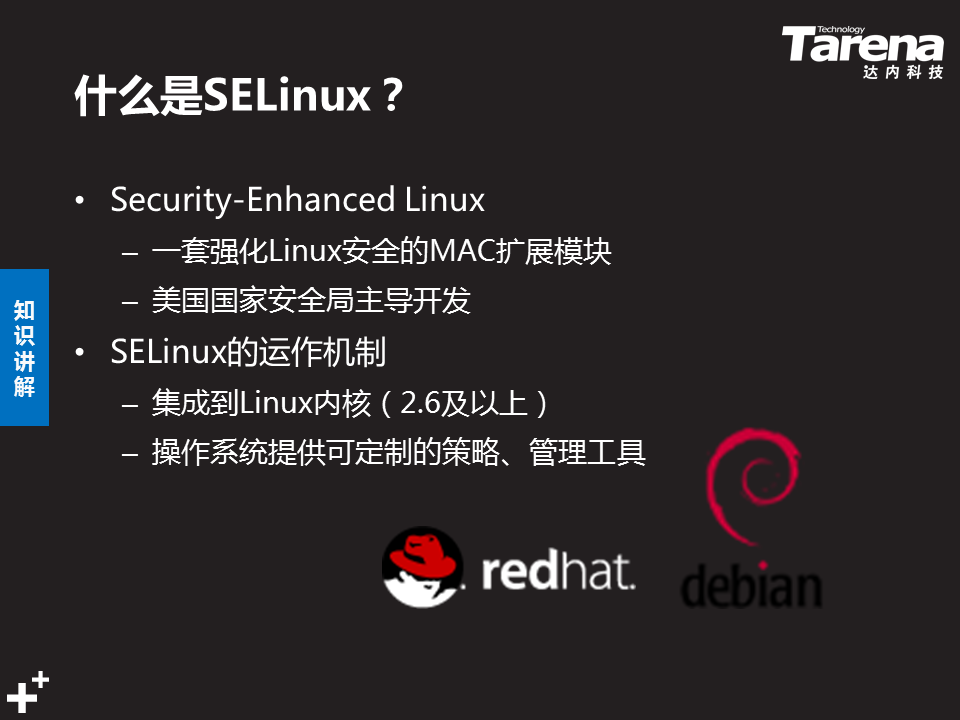 Technology
Tarena
达内科技
什么是SELinux？
• Security-Enhanced Linux
– 一套强化Linux安全的MAC扩展模块
– 美国国家安全局主导开发
• SELinux的运作机制
– 集成到Linux内核（2.6及以上）
– 操作系统提供可定制的策略、管理工具
知识讲解
redhat.
debian